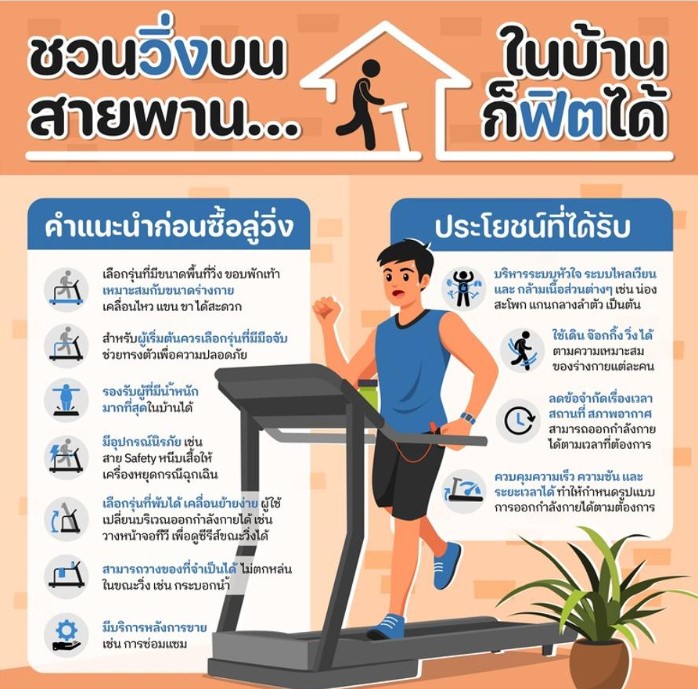 ชวนวิ่งบน
สายพาน...
ในบ้าน
ก็ฟิตได้
คำแนะนำก่อนซื้อลู่วิ่ง
เลือกรุ่นที่มีขนาดพื้นที่วิ่ง ขอบพักเท้า
เหมาะสมกับขนาดร่างกาย
เคลื่อนไหว แขน ขา ได้สะดวก
สำหรับผู้เริ่มต้นควรเลือกรุ่นที่มีมือจับ
ช่วยทรงตัวเพื่อความปลอดภัย
รองรับผู้ที่มีน้ำหนัก
มากที่สุดในบ้านได้
มีอุปกรณ์นิรภัย เช่น
สาย Safety หนีบเสื้อให้
เครื่องหยุดกรณีฉุกเฉิน
เลือกรุ่นที่พับได้ เคลื่อนย้ายง่าย ผู้ใช้
เปลี่ยนบริเวณออกกำลังกายได้ เช่น
วางหน้าจอทีวี เพื่อดูซีรีส์ขณะวิ่งได้
สามารถวางของที่จำเป็นได้ ไม่ตกหล่น
ในขณะวิ่ง เช่น กระบอกน้ำ
มีบริการหลังการขาย
เช่น การซ่อมแซม
ประโยชน์ที่ได้รับ
บริหารระบบหัวใจ ระบบไหลเวียน
และ กล้ามเนื้อส่วนต่างๆ เช่น น่อง
สะโพก แกนกลางลำตัว เป็นต้น
ใช้เดิน จ๊อกกิ้ง วิ่ง ได้
ตามความเหมาะสม
ของร่างกายแต่ละคน
ลดข้อจำกัดเรื่องเวลา
สถานที่ สภาพอากาศ
สามารถออกกำลังกาย
ได้ตามเวลาที่ต้องการ
ควบคุมความเร็ว ความชัน และ
ระยะเวลาได้ ทำให้กำหนดรูปแบบ
การออกกำลังกายได้ตามต้องการ